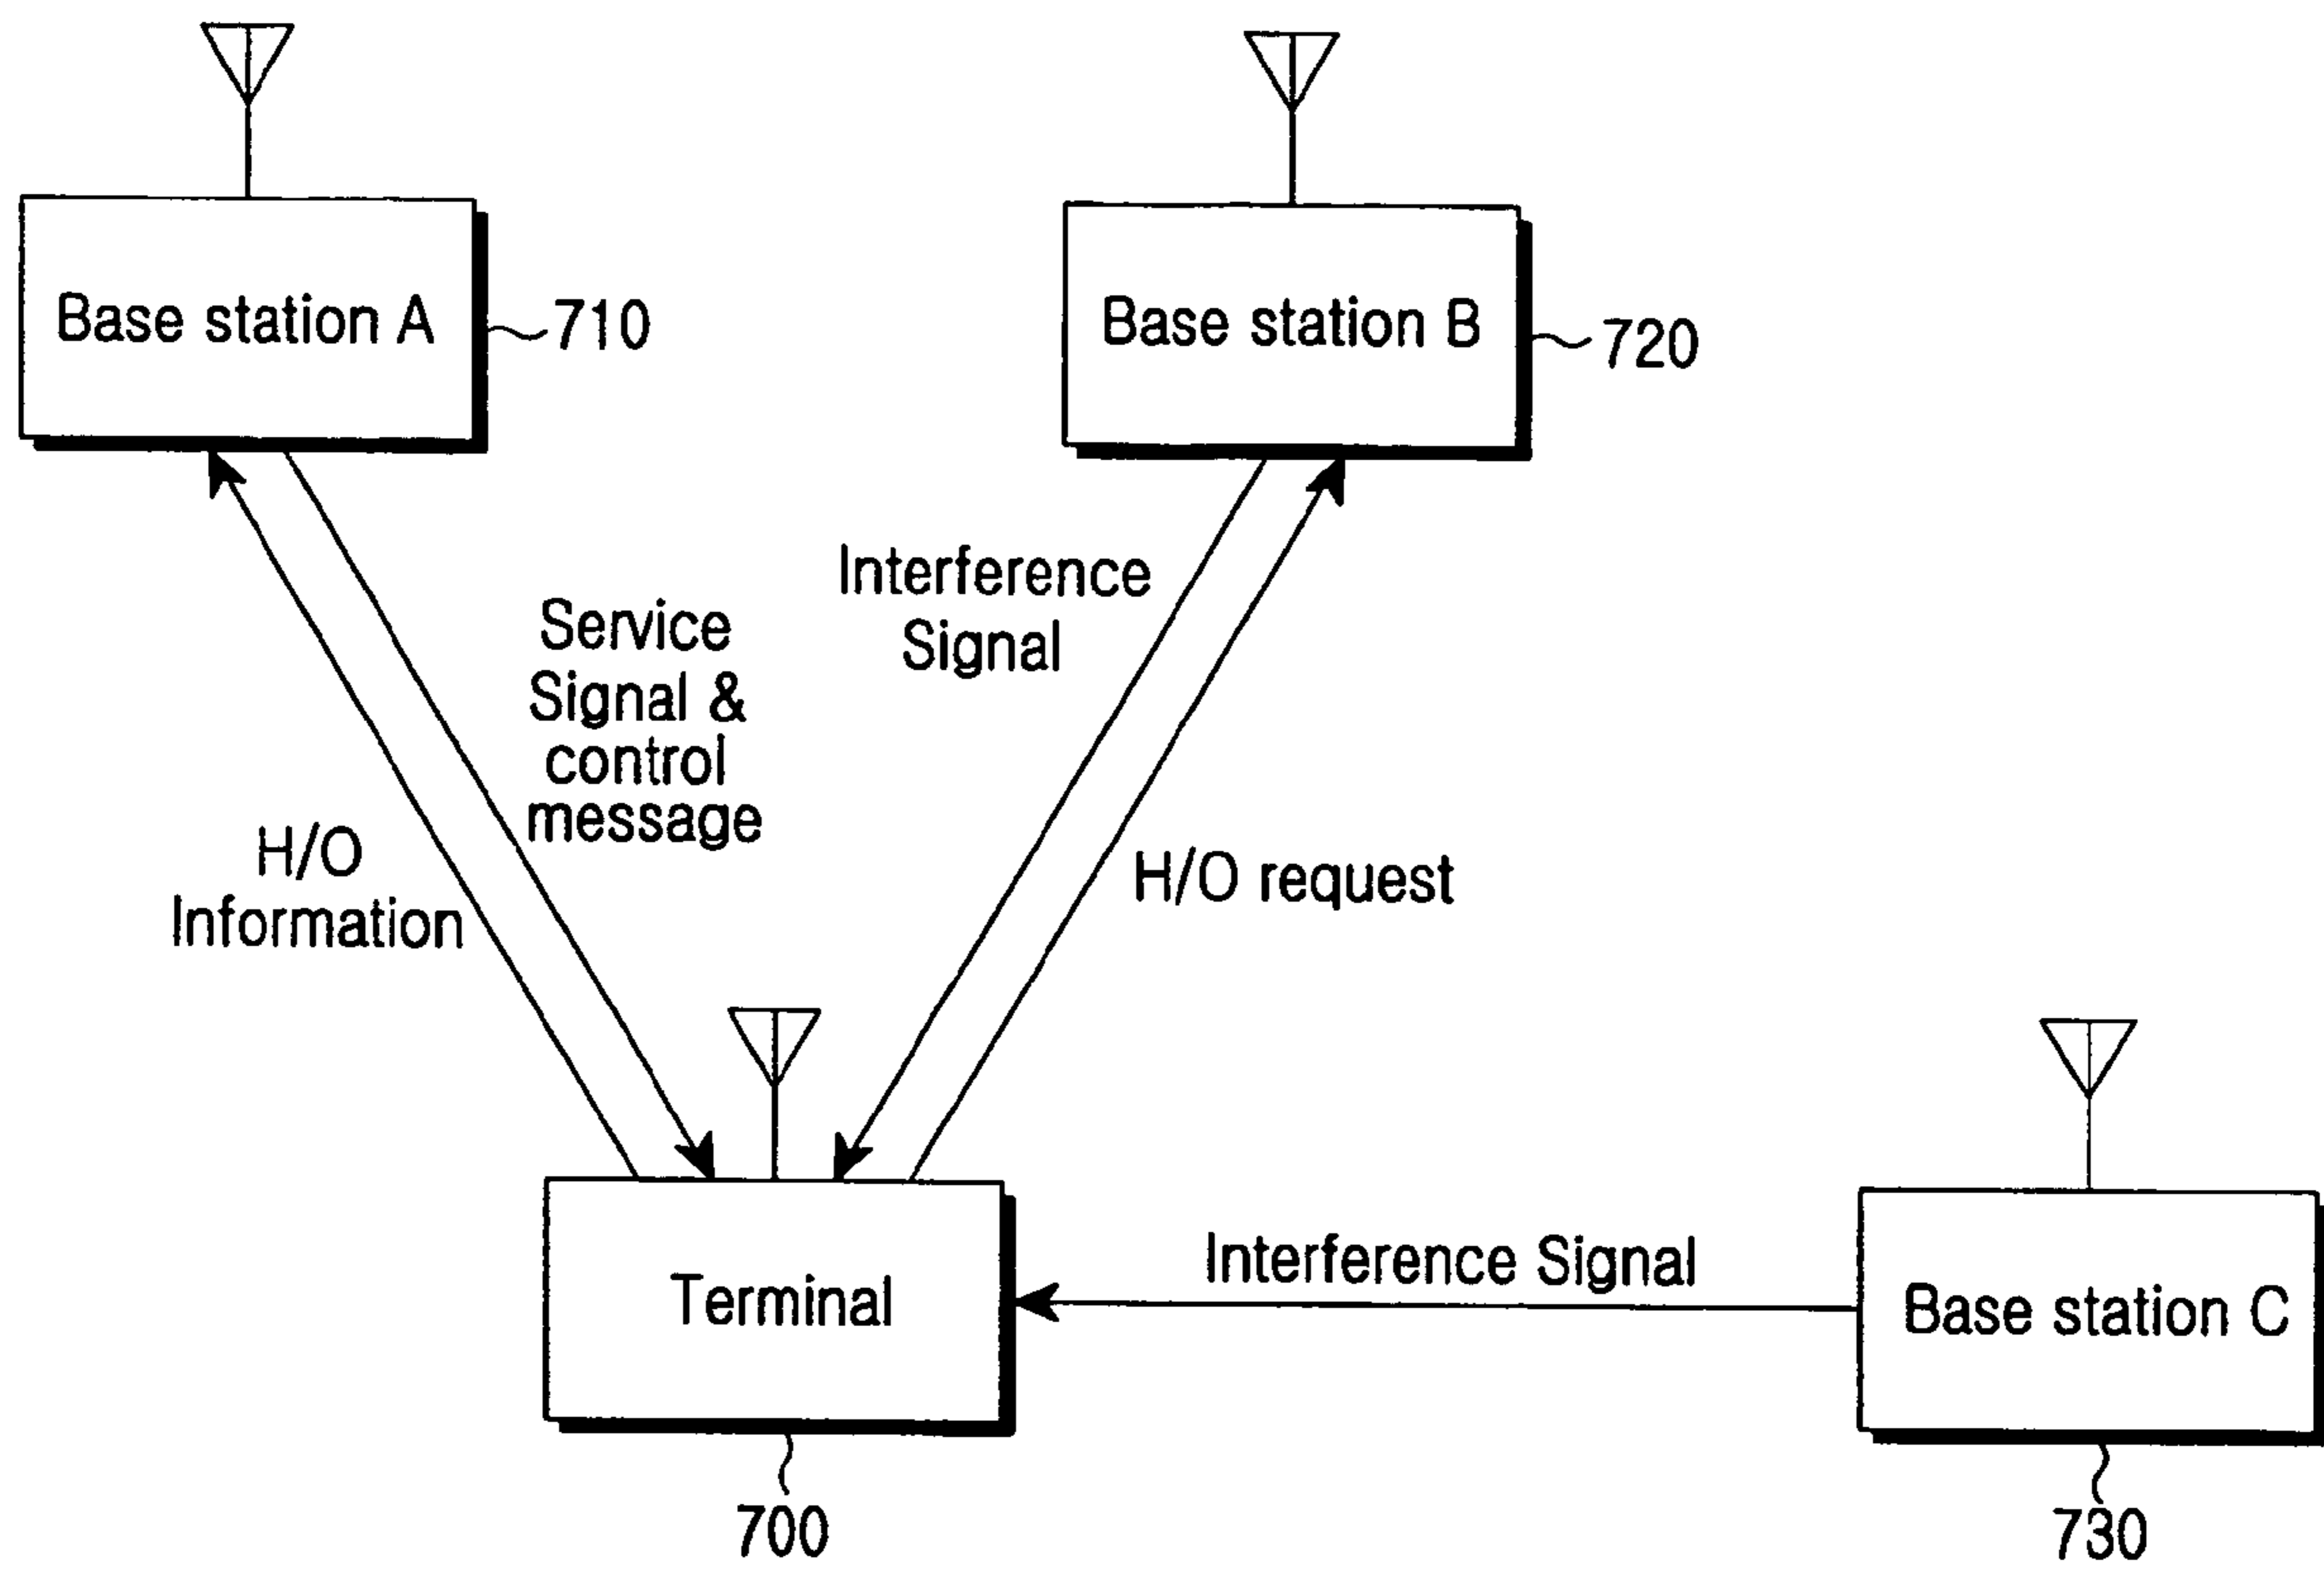 Base station A
710
Base station B
720
Interference
Signal
Service
Signal &
control
message
H/O
Information
H/O request
Interference Signal
Terminal
Base station C
700
730